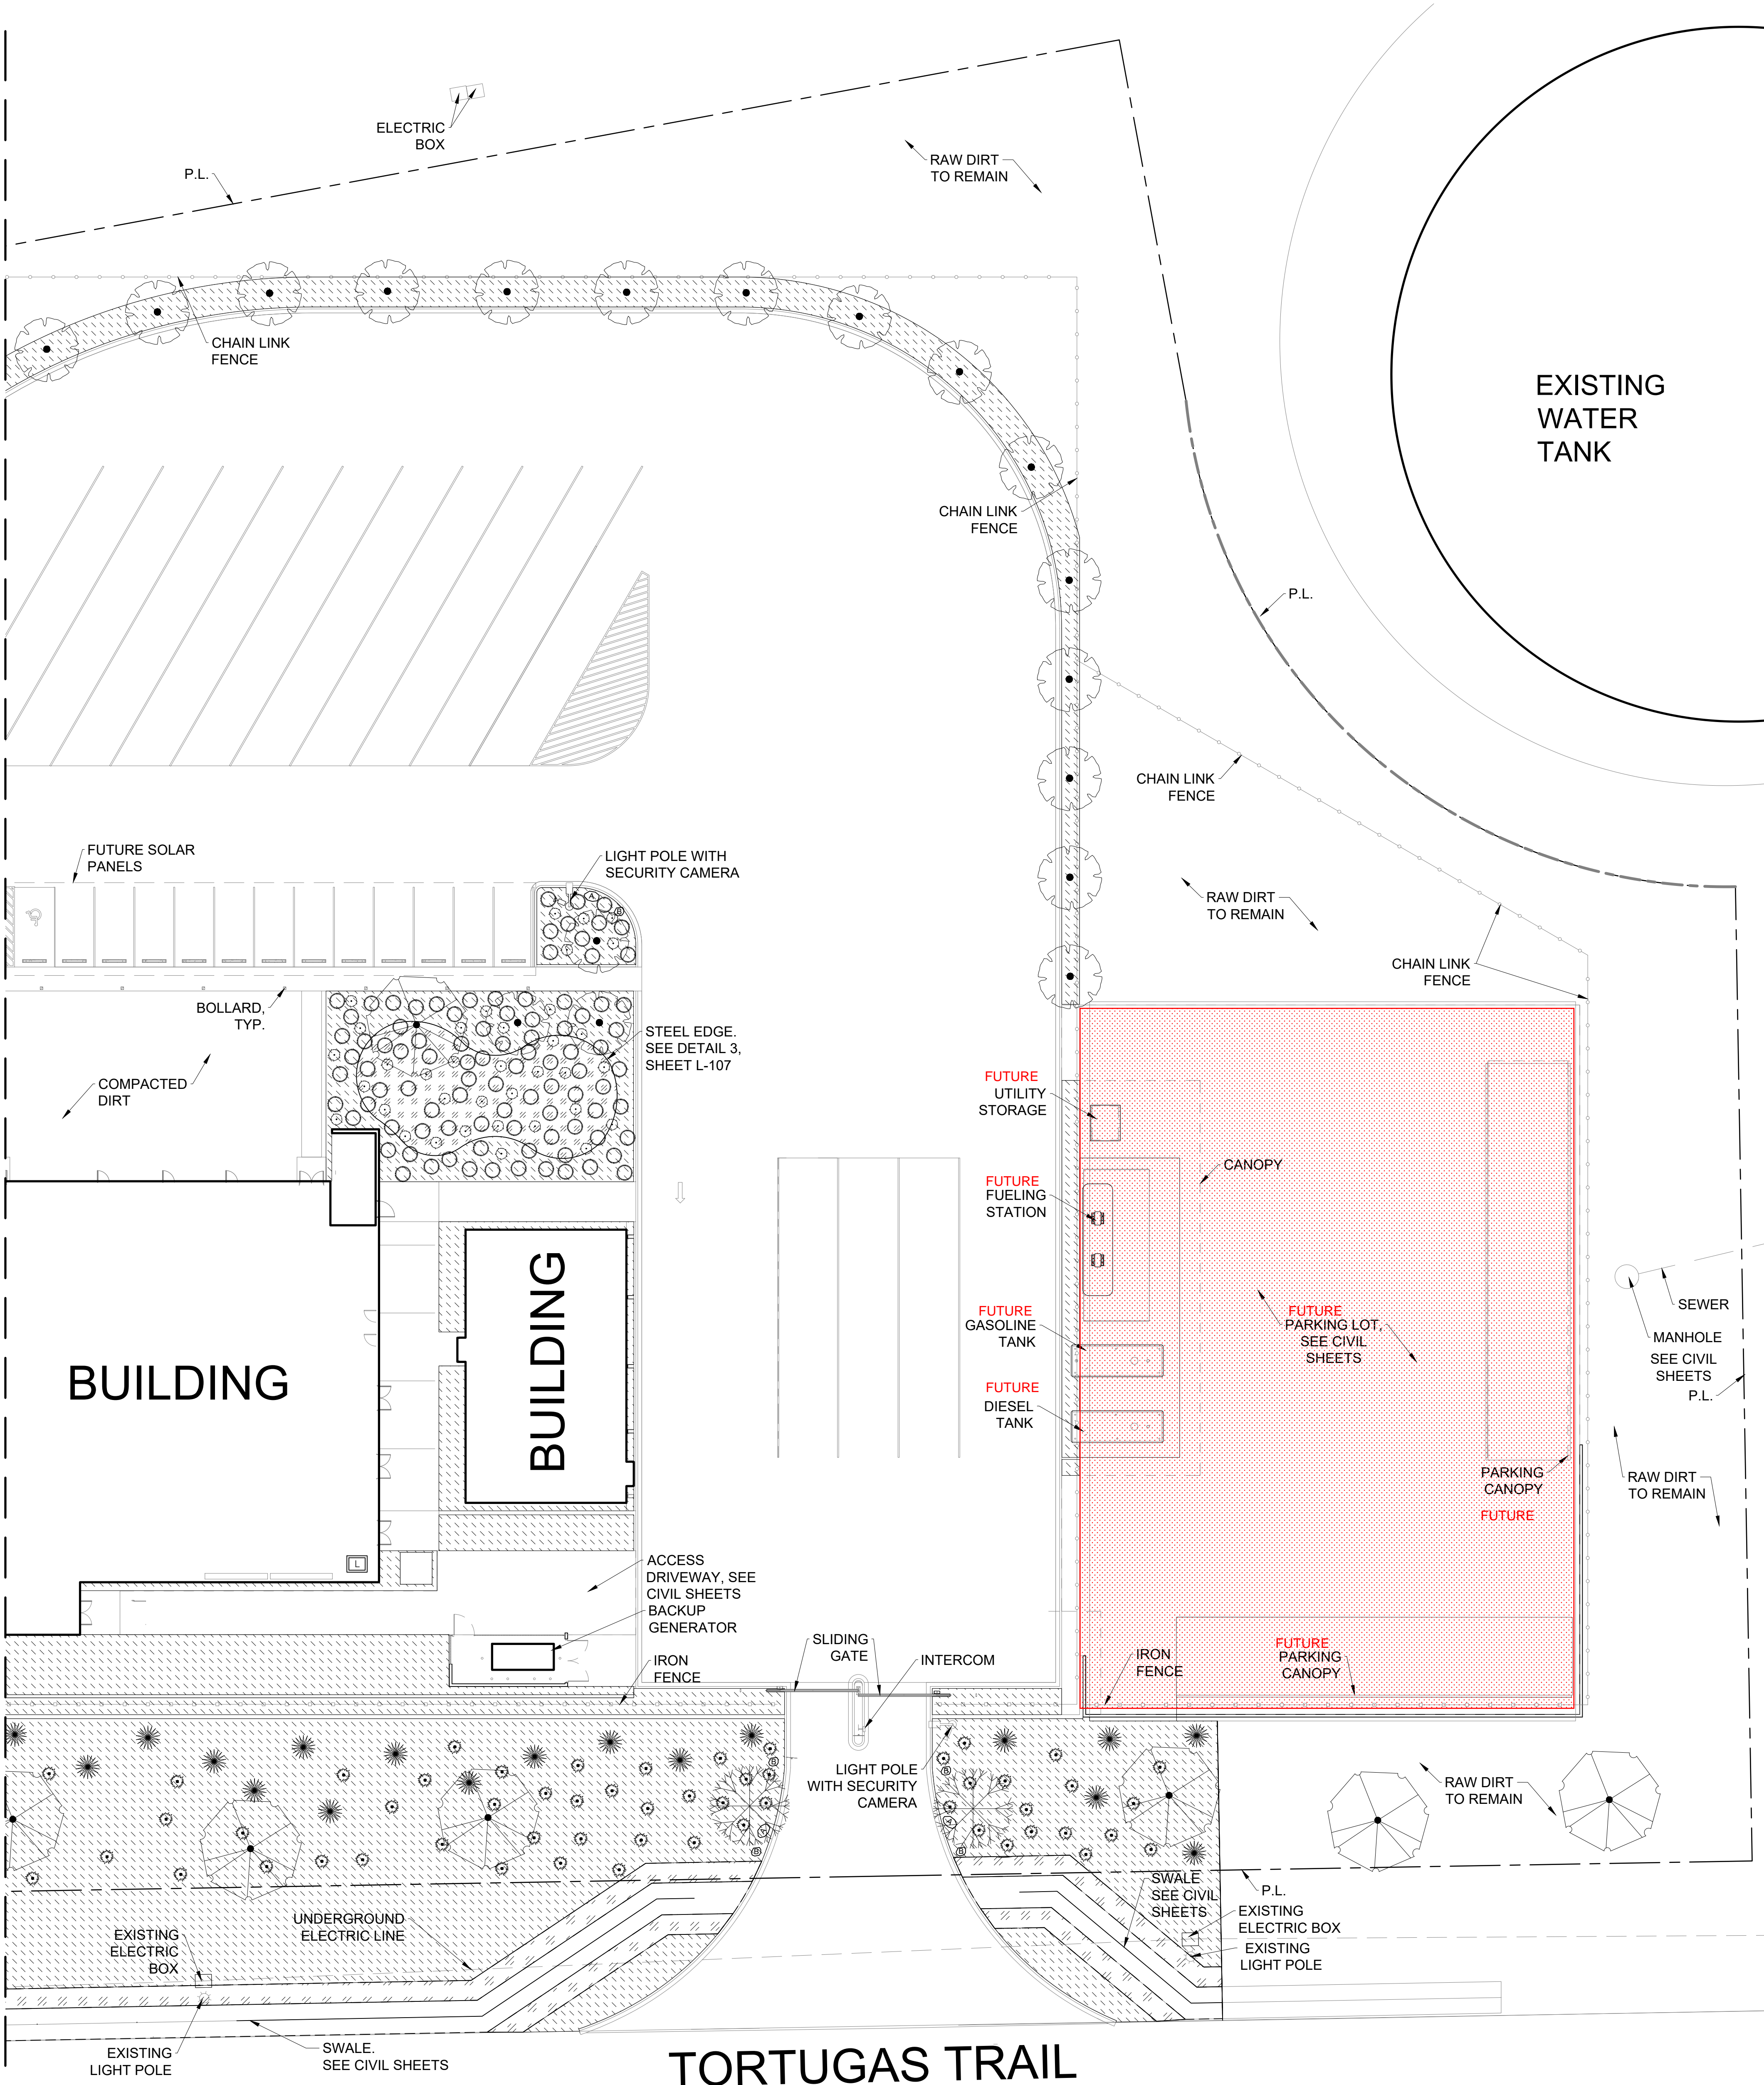 ELECTRIC
BOX
P.L.
RAW DIRT
TO REMAIN
EXISTING
WATER
TANK
CHAIN LINK
FENCE
CHAIN LINK
FENCE
P.L.
CHAIN LINK
FENCE
FUTURE SOLAR
PANELS
LIGHT POLE WITH
SECURITY CAMERA
A
B
RAW DIRT
TO REMAIN
CHAIN LINK
FENCE
BOLLARD,
TYP.
STEEL EDGE.
SEE DETAIL 3,
SHEET L-107
COMPACTED
DIRT
FUTURE
UTILITY
STORAGE
CANOPY
FUTURE
FUELING
STATION
BUILDING
BUILDING
FUTURE
GASOLINE
TANK
FUTURE
PARKING LOT,
SEE CIVIL
SHEETS
SEWER
MANHOLE
SEE CIVIL
SHEETS
P.L.
FUTURE
DIESEL
TANK
PARKING
CANOPY
FUTURE
RAW DIRT
TO REMAIN
L
ACCESS
DRIVEWAY, SEE
CIVIL SHEETS
BACKUP
GENERATOR
SLIDING
GATE
INTERCOM
IRON
FENCE
IRON
FENCE
FUTURE
PARKING
CANOPY
LIGHT POLE
WITH SECURITY
CAMERA
B
A
B
B
A
B
RAW DIRT
TO REMAIN
SWALE
SEE CIVIL
SHEETS
P.L.
EXISTING
ELECTRIC BOX
EXISTING
LIGHT POLE
UNDERGROUND
ELECTRIC LINE
EXISTING
ELECTRIC
BOX
EXISTING
LIGHT POLE
SWALE.
SEE CIVIL SHEETS
TORTUGAS TRAIL